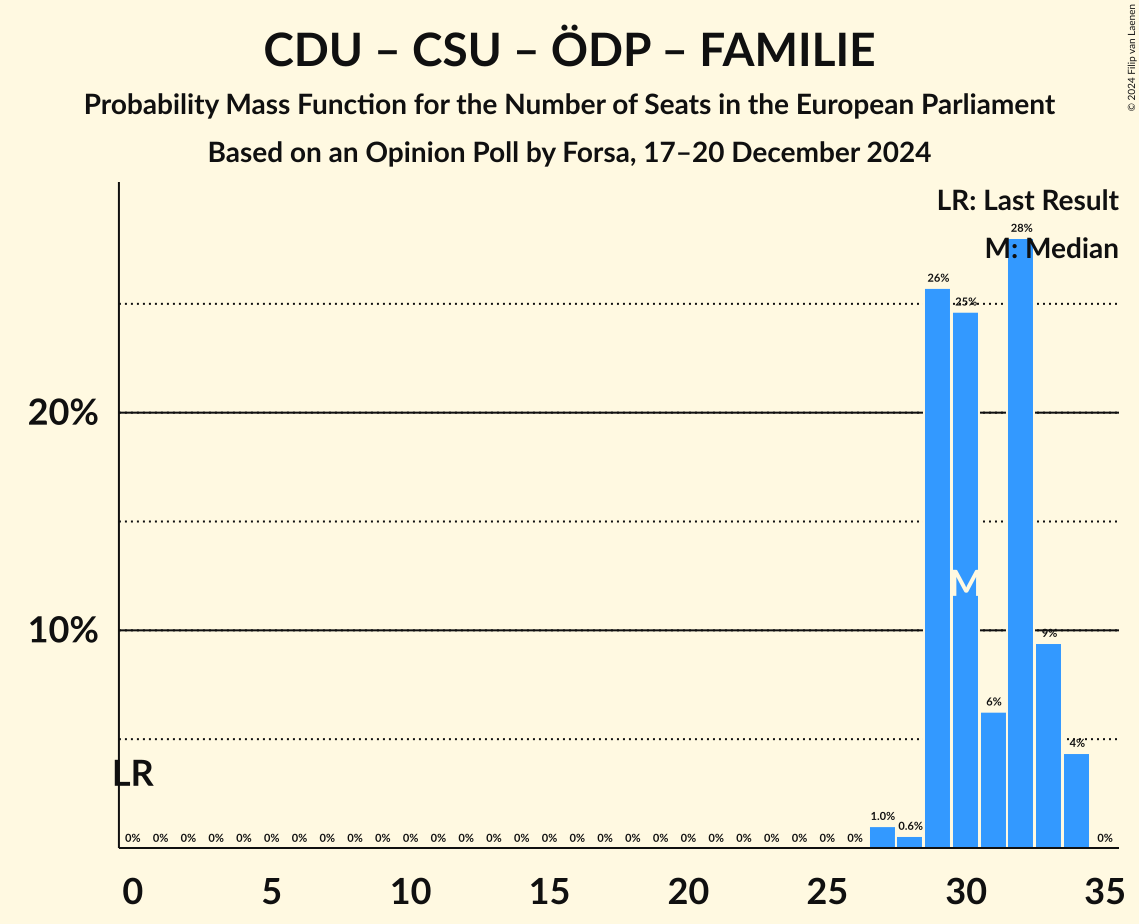 CDU – CSU – ÖDP – FAMILIE
Probability Mass Function for the Number of Seats in the European Parliament
Based on an Opinion Poll by Forsa, 17–20 December 2024
© 2024 Filip van Laenen
LR: Last Result
M: Median
28%
26%
25%
20%
M
10%
9%
6%
4%
LR
1.0%
0.6%
0% 0% 0% 0% 0% 0% 0% 0% 0% 0% 0% 0% 0% 0% 0% 0% 0% 0% 0% 0% 0% 0% 0% 0% 0% 0% 0% 0%
0 5 10 15 20 25 30 35